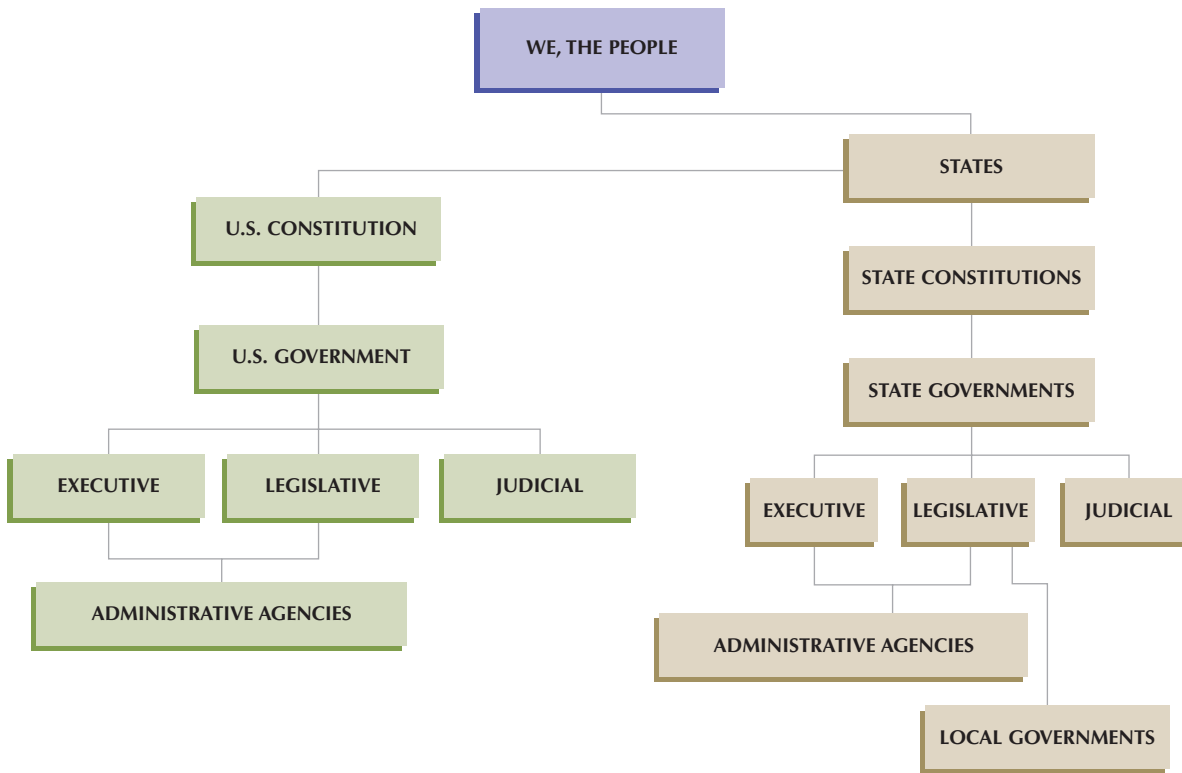 WE, THE PEOPLE
STATES
U.S. CONSTITUTION
STATE CONSTITUTIONS
U.S. GOVERNMENT
STATE GOVERNMENTS
EXECUTIVE
LEGISLATIVE
JUDICIAL
EXECUTIVE
LEGISLATIVE
JUDICIAL
ADMINISTRATIVE AGENCIES
ADMINISTRATIVE AGENCIES
LOCAL GOVERNMENTS